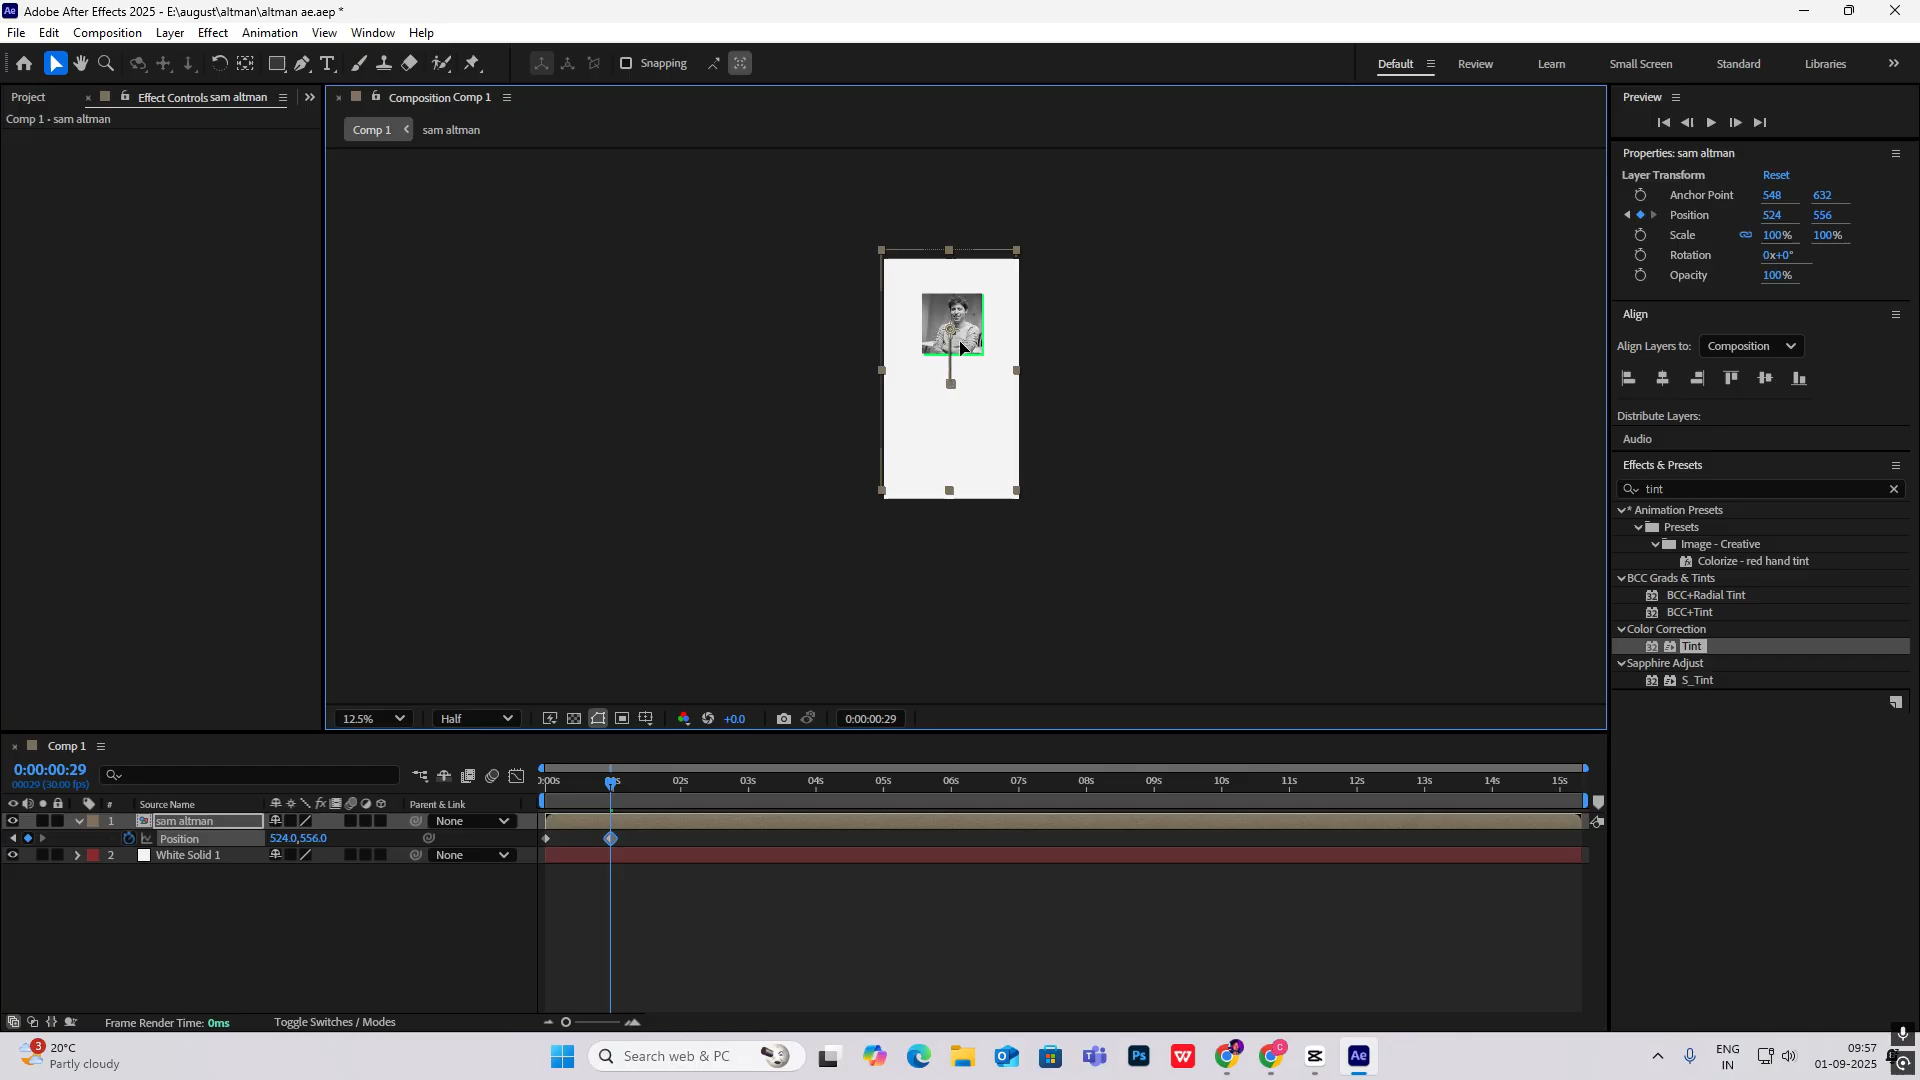 Adobe After Effects 2025 - E:\august\altman\altman ae.aep *
File Edit Composition Layer Effect Animation View Window Help
Snapping
Default Review Learn Small Screen Standard Libraries
Project
Effect Controls sam altman
Comp 1 - sam altman
Composition Comp 1
Comp 1
sam altman
12.5%
Half
+0.0
0:00:00:29
Preview
Properties: sam altman
Layer Transform Reset
Anchor Point 548 632
Position 524 556
Scale 100% 100%
Rotation 0x+0°
Opacity 100%
Align
Align Layers to: Composition
Distribute Layers:
Audio
Effects & Presets
tint
* Animation Presets
Presets
Image - Creative
Colorize - red hand tint
BCC Grads & Tints
BCC+Radial Tint
BCC+Tint
Color Correction
Tint
Sapphire Adjust
S_Tint
Comp 1
0:00:00:29
00029 (30.00 fps)
02s 03s 04s 05s 06s 07s 08s 09s 10s 11s 12s 13s 14s 15s
# Source Name fx Parent & Link
1 sam altman None
Position 524.0,556.0
2 White Solid 1 None
Frame Render Time: 0ms
Toggle Switches / Modes
3
20°C
Partly cloudy
Search web & PC
Ps
W
Ae
ENG
IN
09:57
01-09-2025